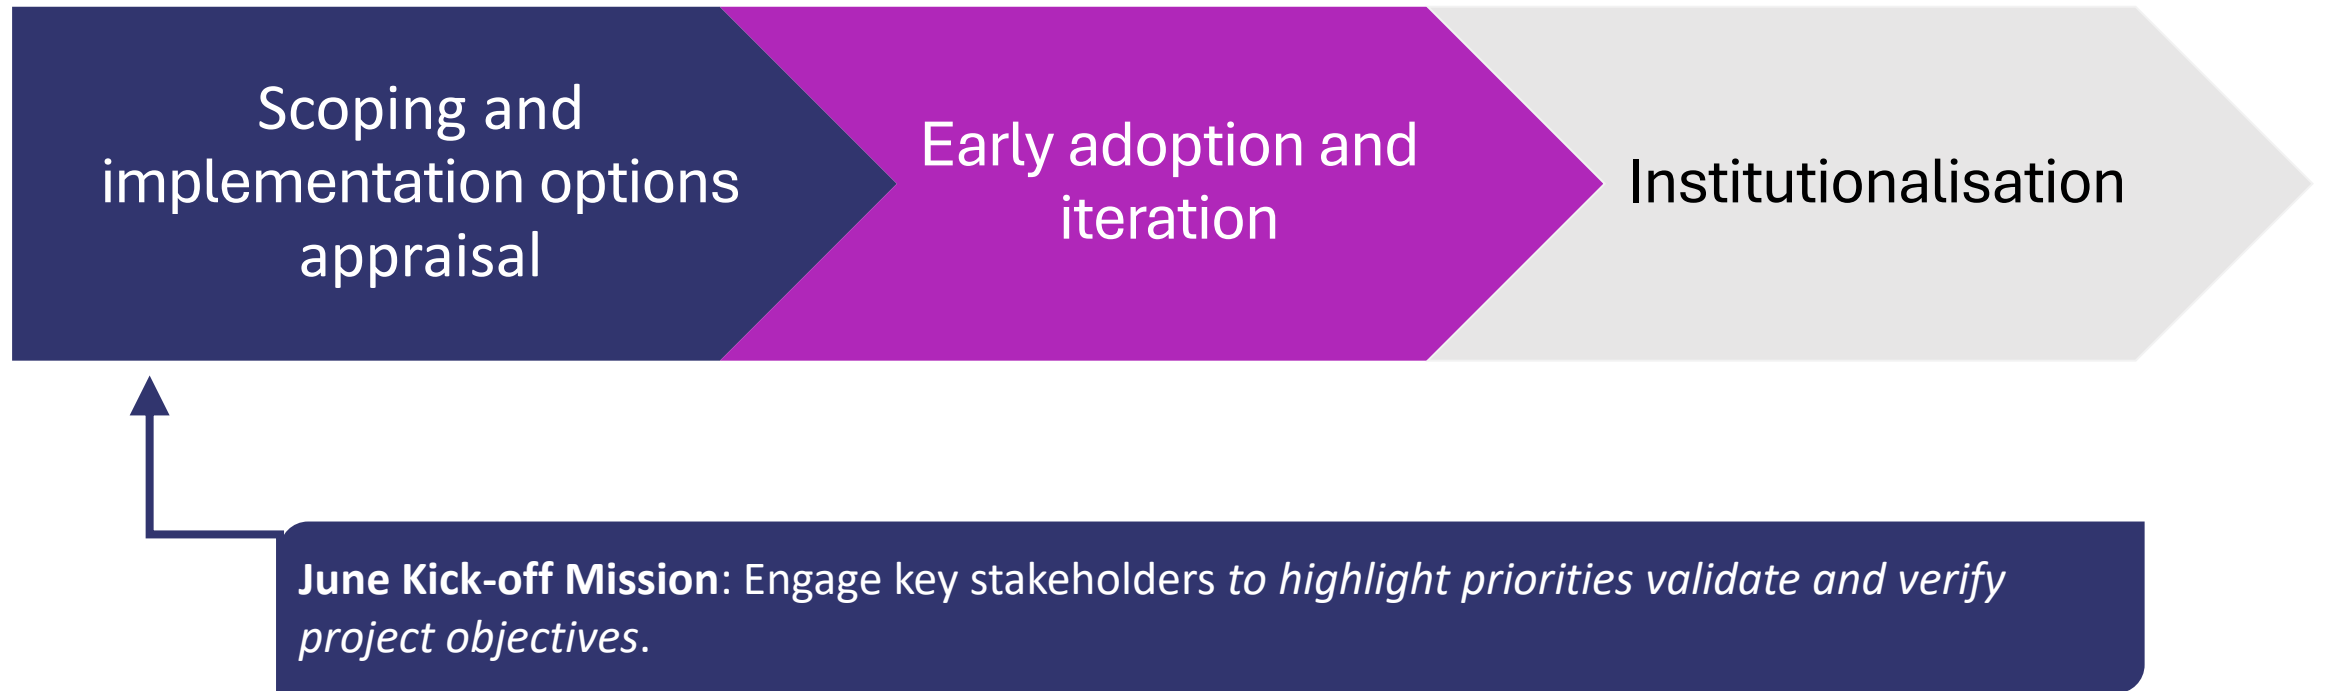 Scoping and
implementation options
appraisal
Early adoption and
iteration
Institutionalisation
June Kick-off Mission: Engage key stakeholders to highlight priorities validate and verify
project objectives.